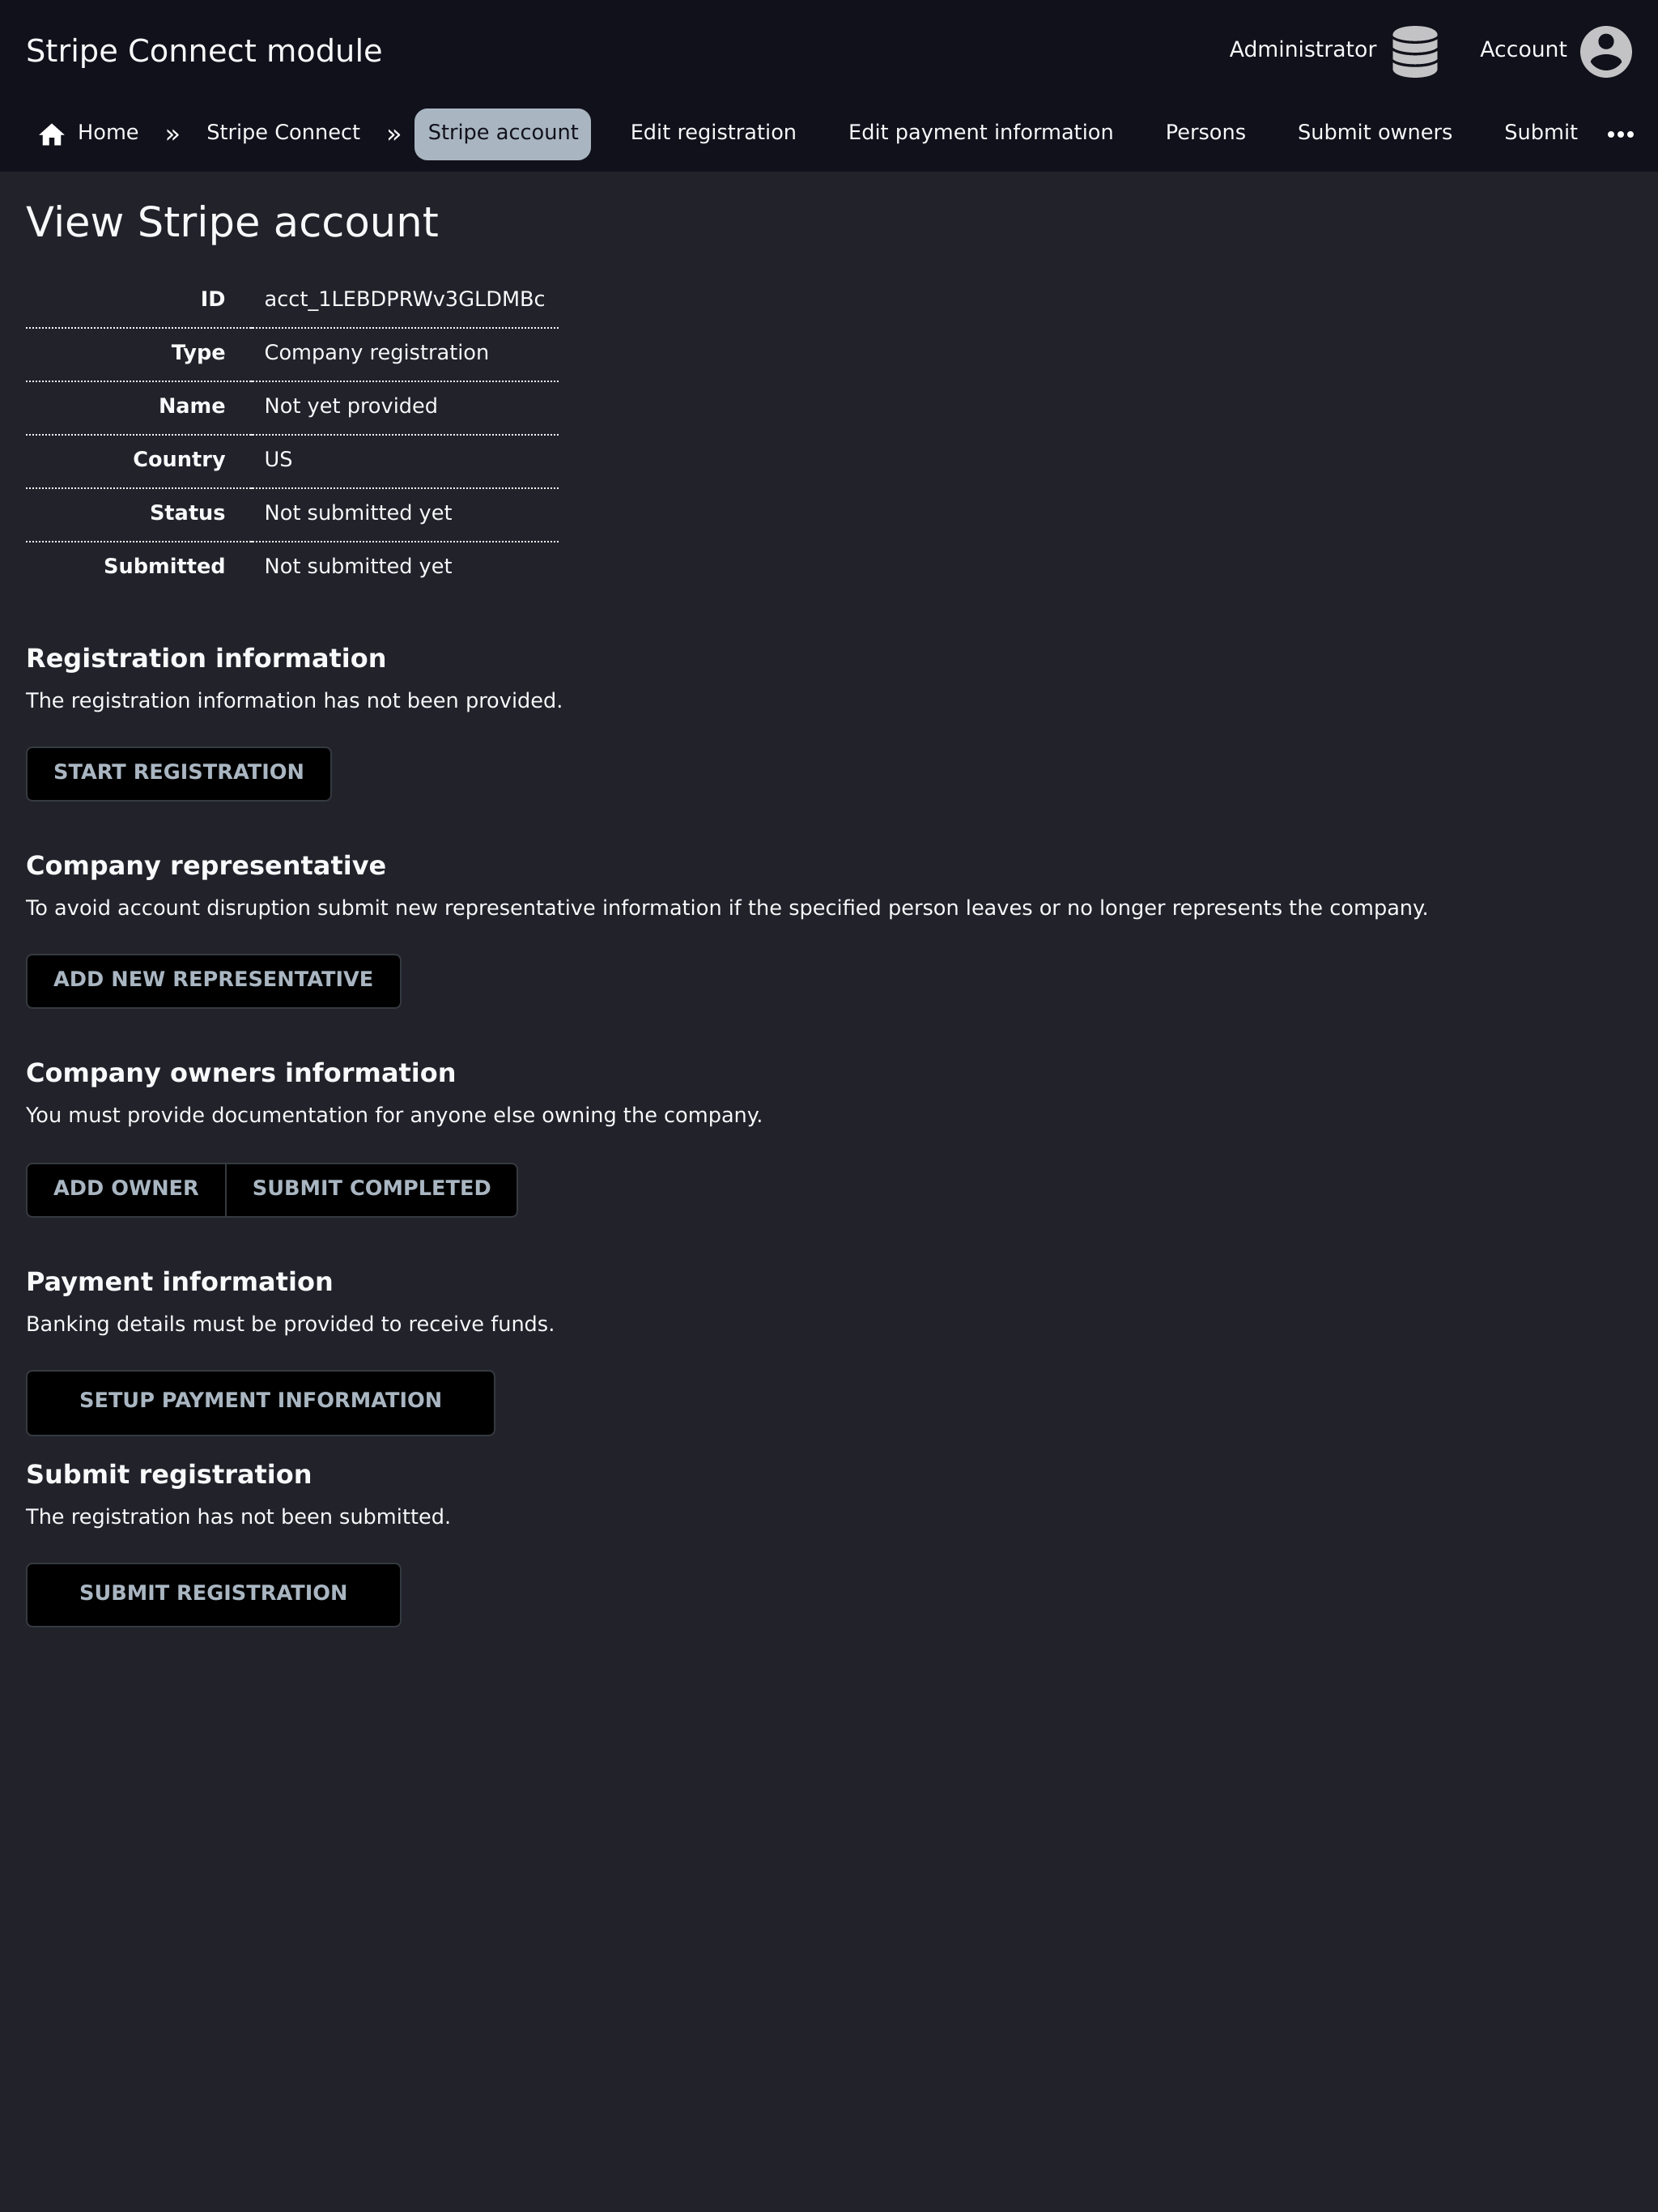 Stripe Connect module
Administrator
Account
Home » Stripe Connect » Stripe account Edit registration Edit payment information Persons Submit owners Submit •••
View Stripe account
ID acct_1LEBDPRWv3GLDMBc
Type Company registration
Name Not yet provided
Country US
Status Not submitted yet
Submitted Not submitted yet
Registration information
The registration information has not been provided.
START REGISTRATION
Company representative
To avoid account disruption submit new representative information if the specified person leaves or no longer represents the company.
ADD NEW REPRESENTATIVE
Company owners information
You must provide documentation for anyone else owning the company.
ADD OWNER SUBMIT COMPLETED
Payment information
Banking details must be provided to receive funds.
SETUP PAYMENT INFORMATION
Submit registration
The registration has not been submitted.
SUBMIT REGISTRATION